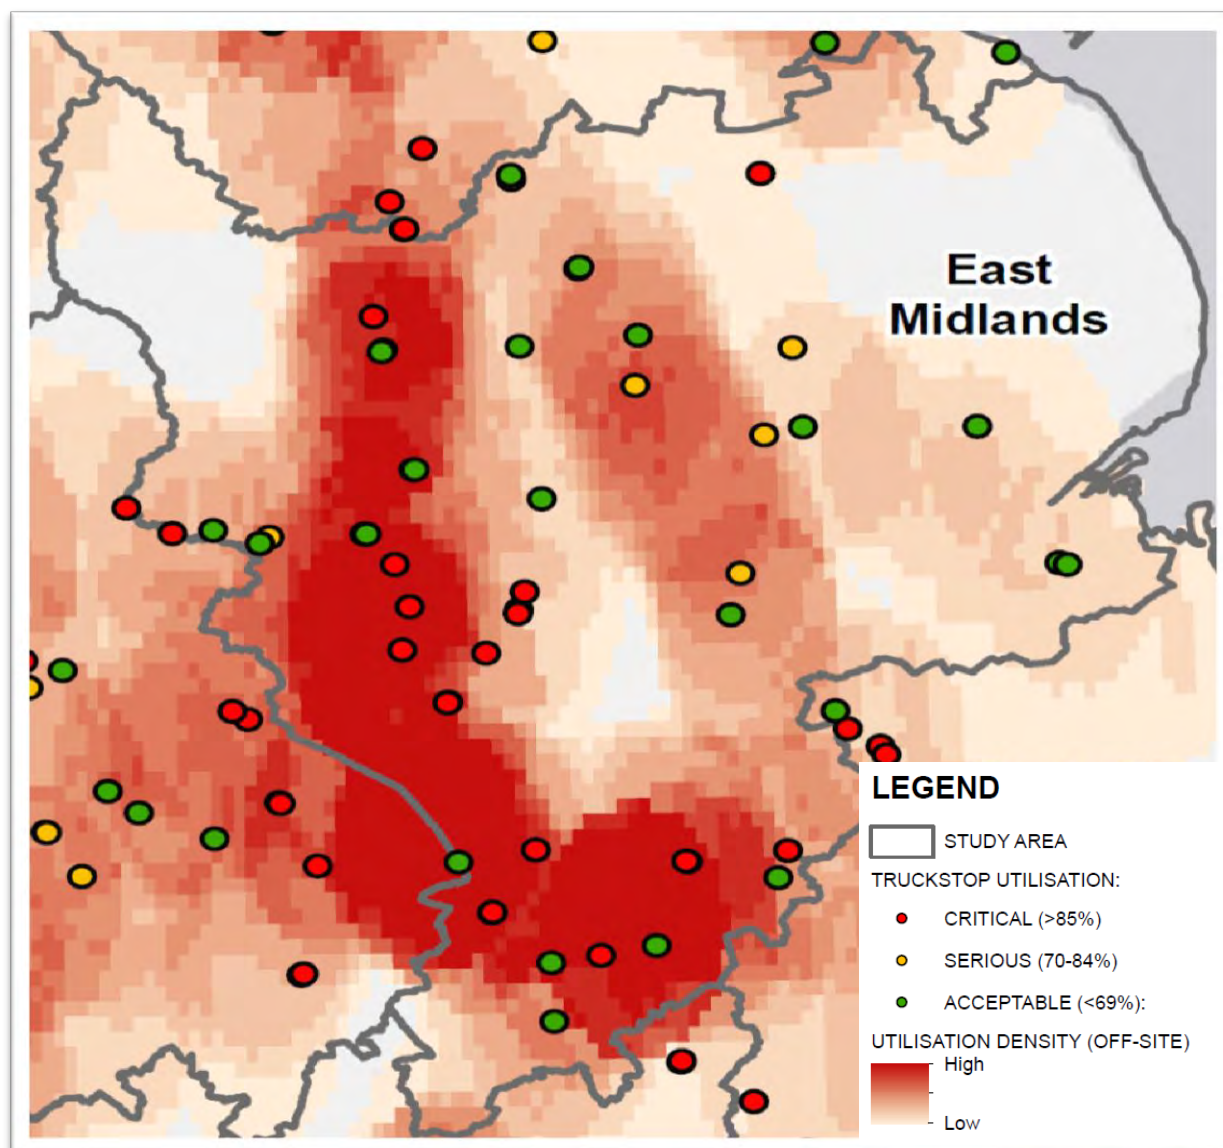 East
Midlands
LEGEND
STUDY AREA
TRUCKSTOP UTILISATION:
CRITICAL (>85%)
SERIOUS (70-84%)
ACCEPTABLE (<69%):
UTILISATION DENSITY (OFF-SITE)
High
Low